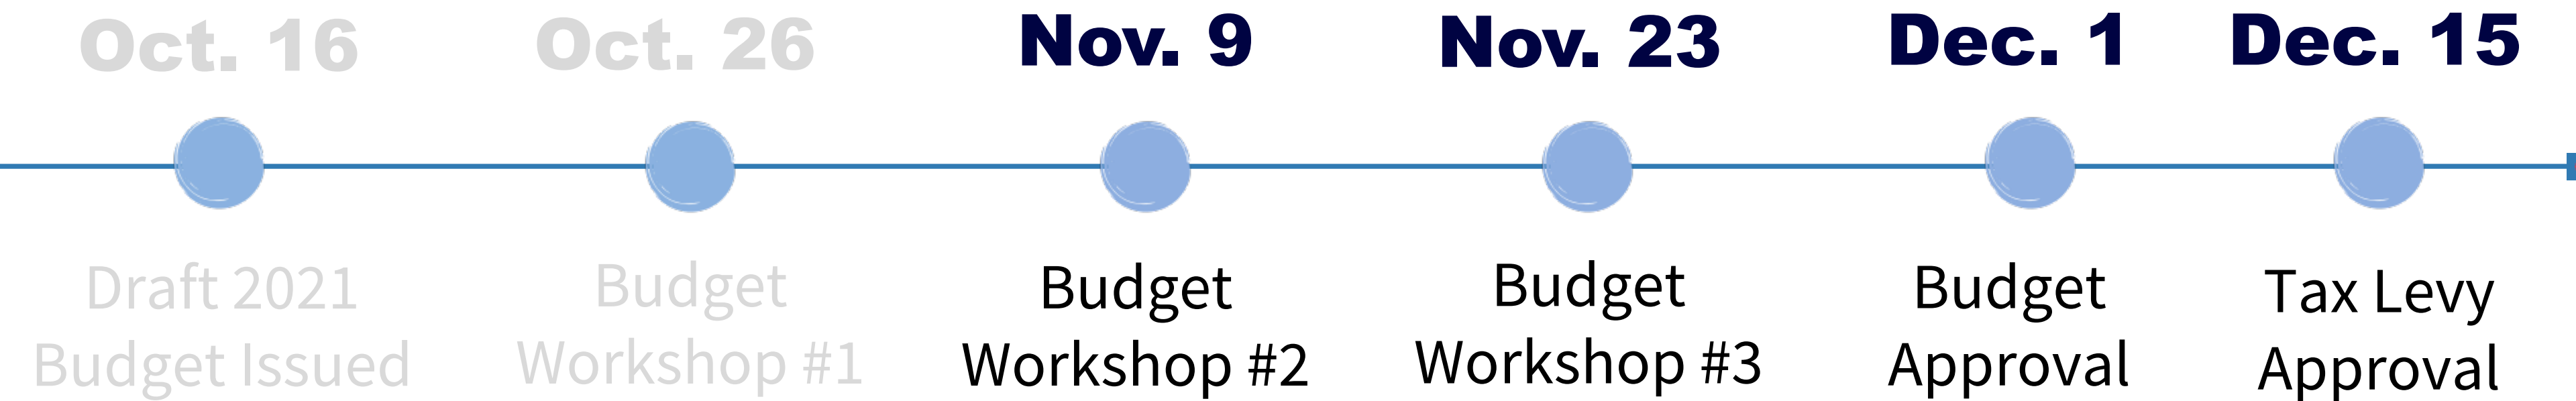 Oct. 16
Oct. 26
Nov. 9
Nov. 23
Dec. 1
Dec. 15
Draft 2021
Budget Issued
Budget
Workshop #1
Budget
Workshop #2
Budget
Workshop #3
Budget
Approval
Tax Levy
Approval